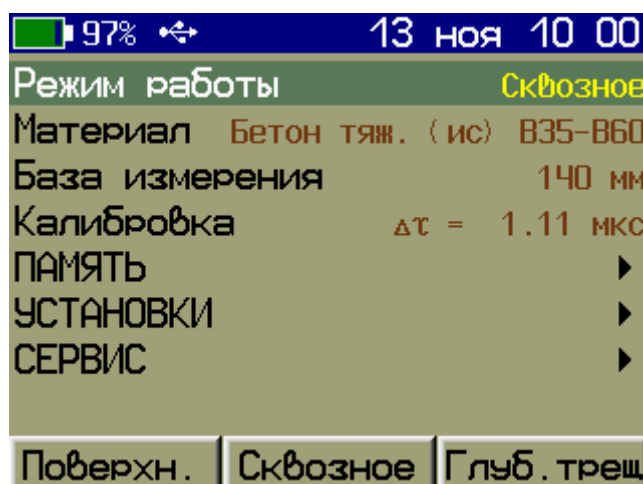 97% 13 ноя 10 00
Режим работы Сквозное
Материал Бетон тяж. (ис) В35-В60
База измерения 140 мм
Калибровка Δτ = 1.11 мкс
ПАМЯТЬ
УСТАНОВКИ
СЕРВИС
Поверхн. Сквозное Глуб.трещ